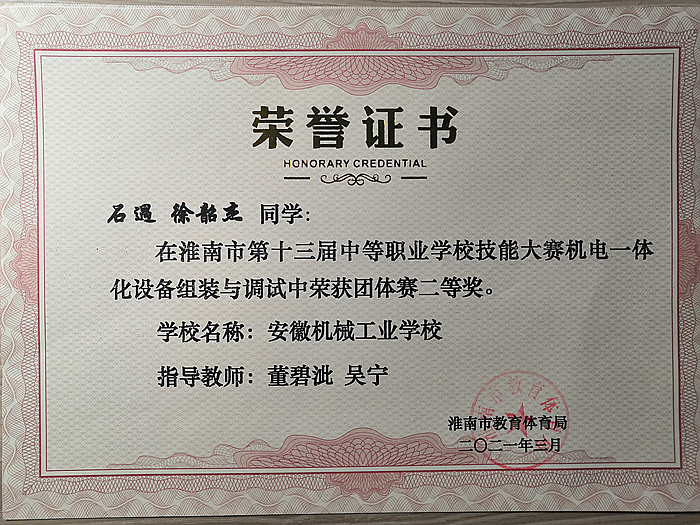 荣誉证书
HONORARY CREDENTIAL
石遇 徐韶杰 同学:
在淮南市第十三届中等职业学校技能大赛机电一体
化设备组装与调试中荣获团体赛二等奖。
学校名称: 安徽机械工业学校
指导教师: 董碧泚 吴宁
淮南市教育体育局
二〇二一年三月